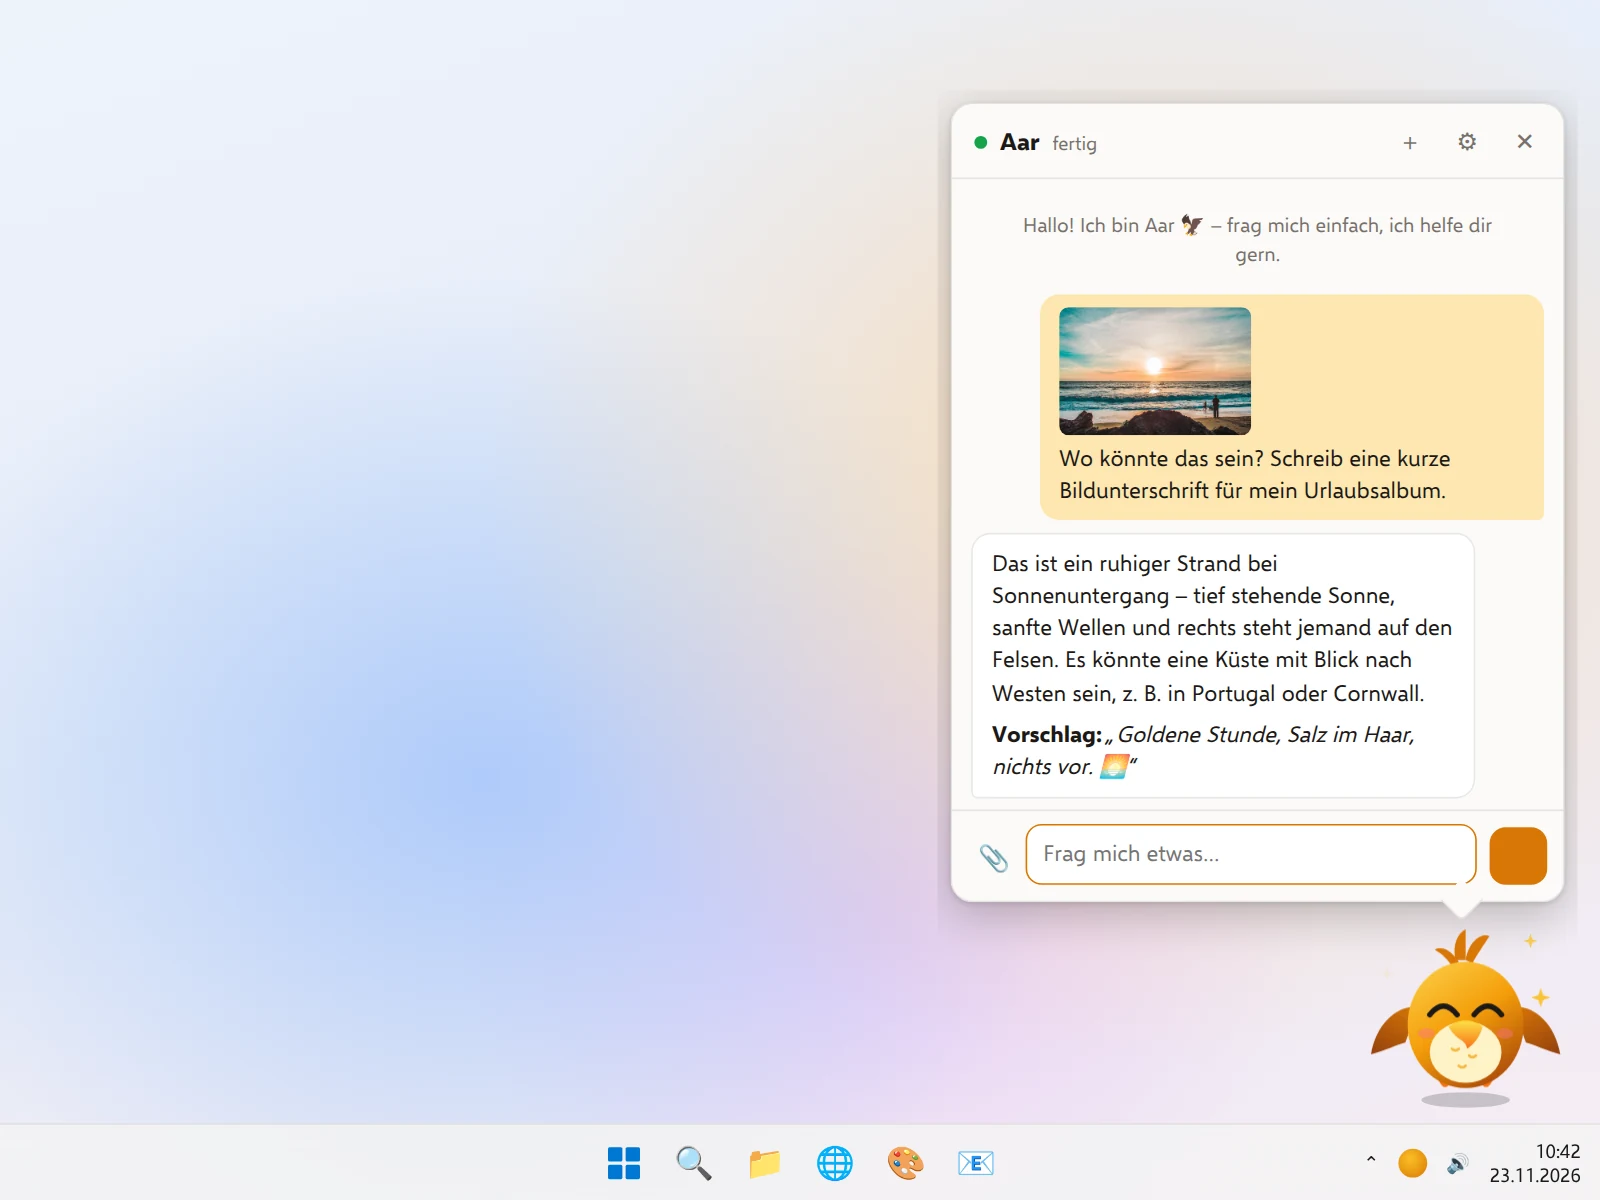 Aar fertig
Hallo! Ich bin Aar 🦅 – frag mich einfach, ich helfe dir
gern.
Wo könnte das sein? Schreib eine kurze
Bildunterschrift für mein Urlaubsalbum.
Das ist ein ruhiger Strand bei
Sonnenuntergang – tief stehende Sonne,
sanfte Wellen und rechts steht jemand auf den
Felsen. Es könnte eine Küste mit Blick nach
Westen sein, z. B. in Portugal oder Cornwall.
Vorschlag: „Goldene Stunde, Salz im Haar,
nichts vor. 🌅“
Frag mich etwas...
10:42
23.11.2026